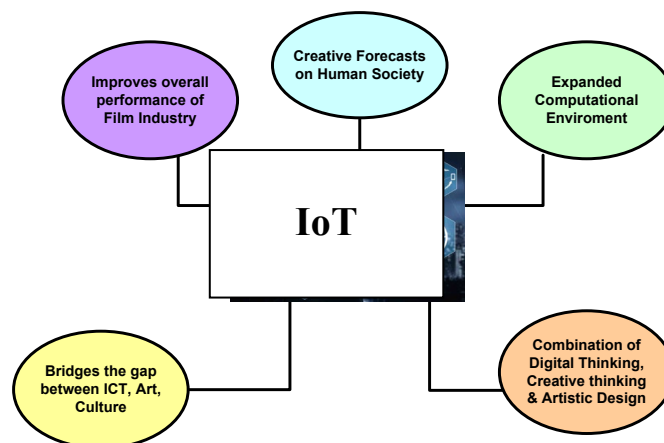 Creative Forecasts
on Human Society
Improves overall
performance of
Film Industry
Expanded
Computational
Enviroment
IoT
Bridges the gap
between ICT, Art,
Culture
Combination of
Digital Thinking,
Creative thinking
& Artistic Design